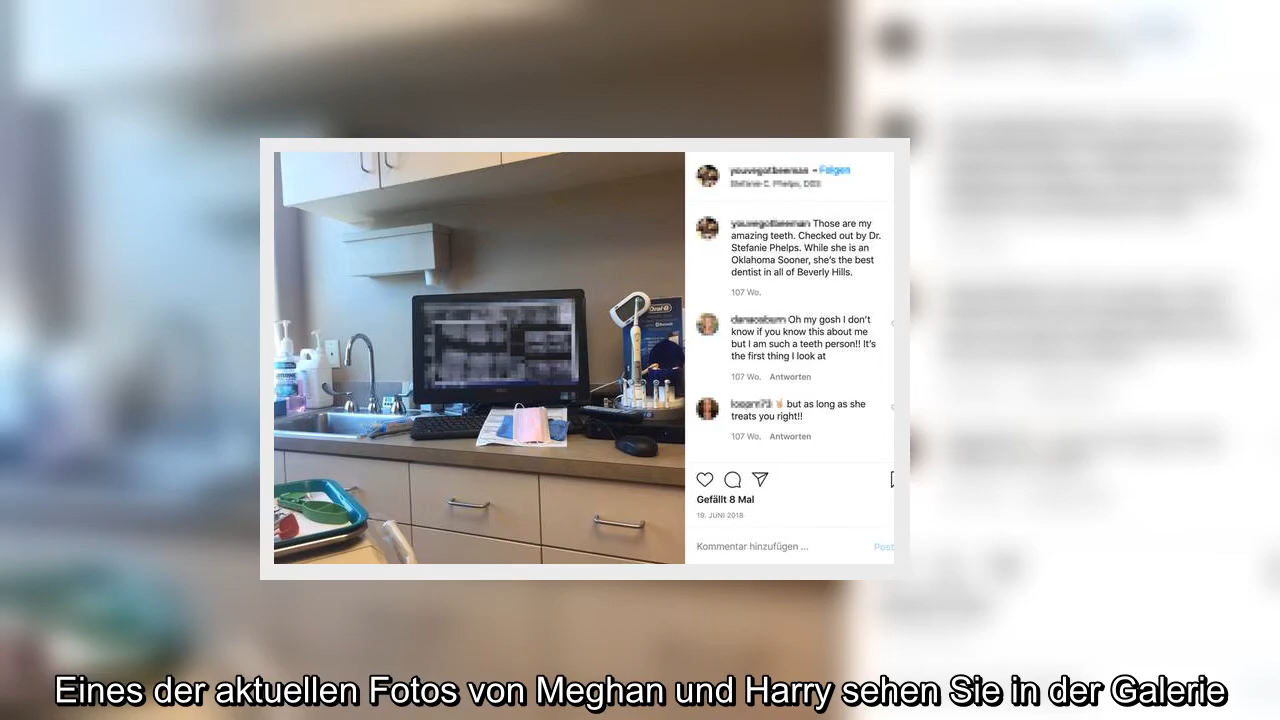 Folgen
Those are my
amazing teeth. Checked out by Dr.
Stefanie Phelps. While she is an
Oklahoma Sooner, she's the best
dentist in all of Beverly Hills.
107 Wo.
Oh my gosh I don't
know if you know this about me
but I am such a teeth person!! It's
the first thing I look at
107 Wo. Antworten
but as long as she
treats you right!!
107 Wo. Antworten
Gefällt 8 Mal
19. JUNI 2018
Kommentar hinzufügen ...
Post
Oral-B
Eines der aktuellen Fotos von Meghan und Harry sehen Sie in der Galerie